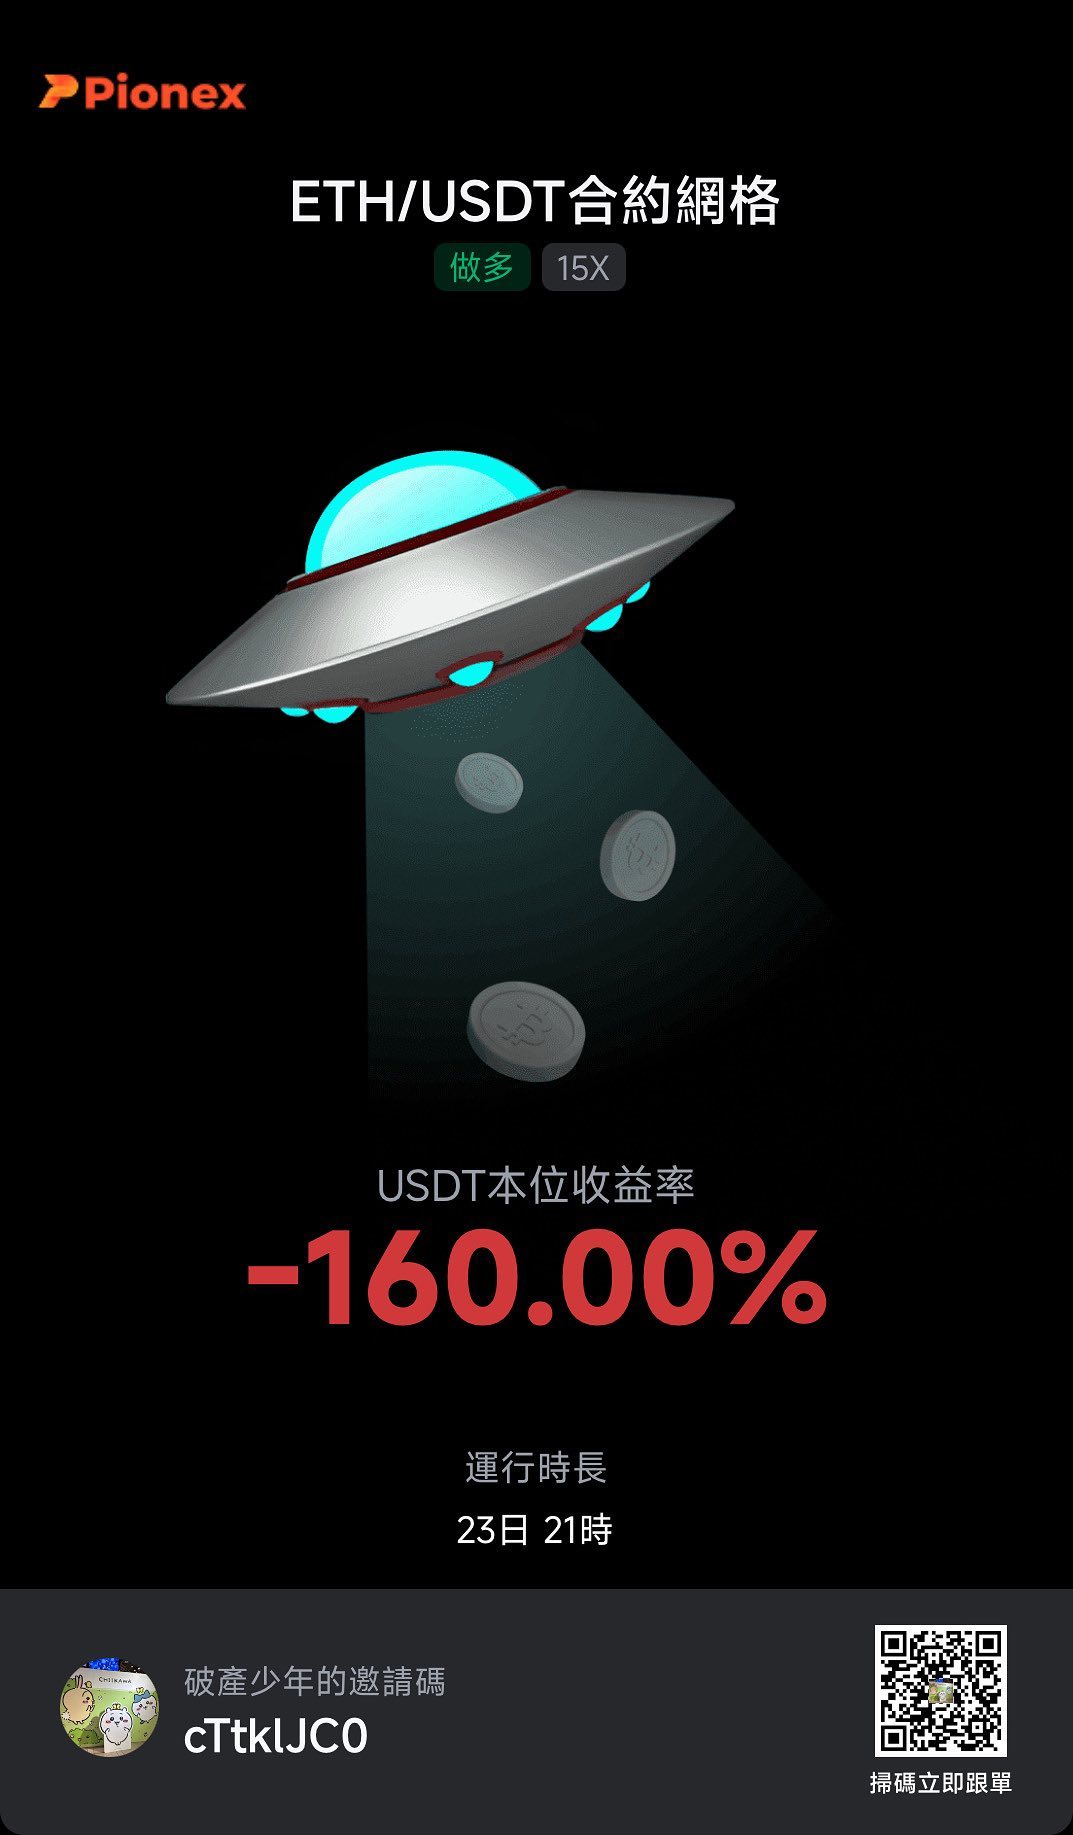 Pionex
ETH/USDT合約網格
做多 15X
USDT本位收益率
-160.00%
運行時長
23日 21時
破產少年的邀請碼
cTtklJC0
CHIIKAWA
掃碼立即跟單